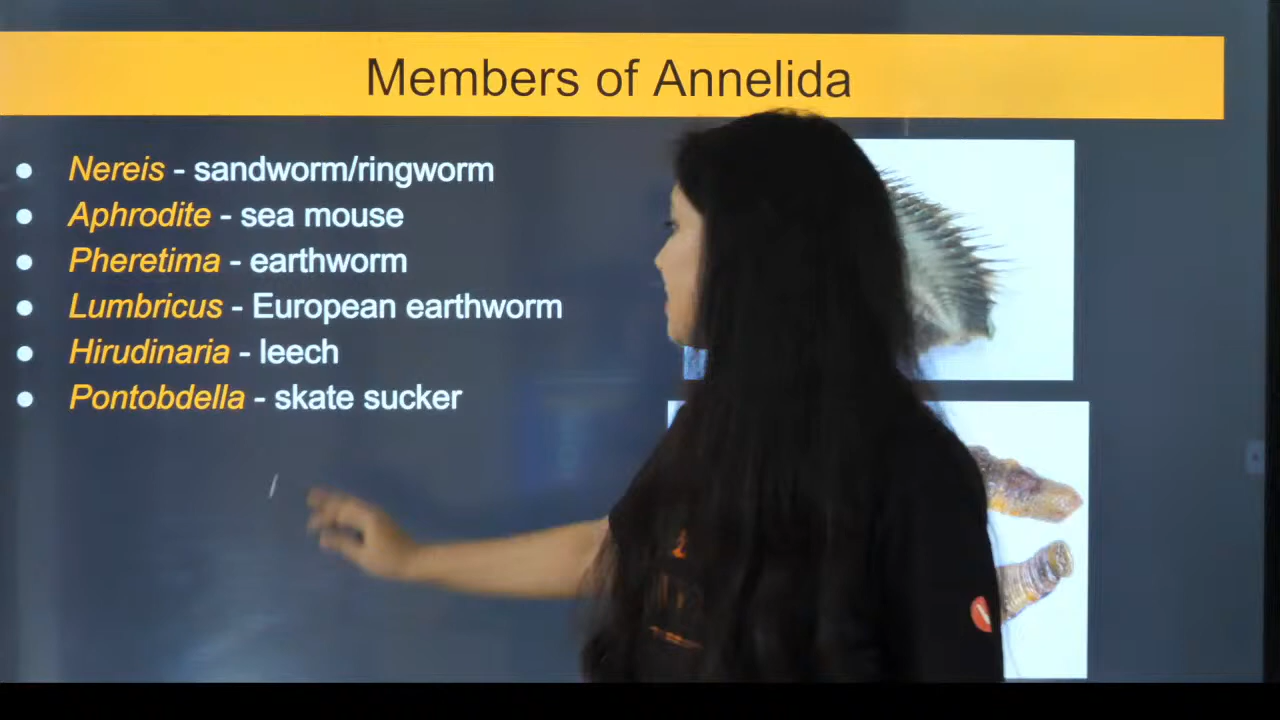 Members of Annelida
● Nereis - sandworm/ringworm
● Aphrodite - sea mouse
● Pheretima - earthworm
● Lumbricus - European earthworm
● Hirudinaria - leech
● Pontobdella - skate sucker